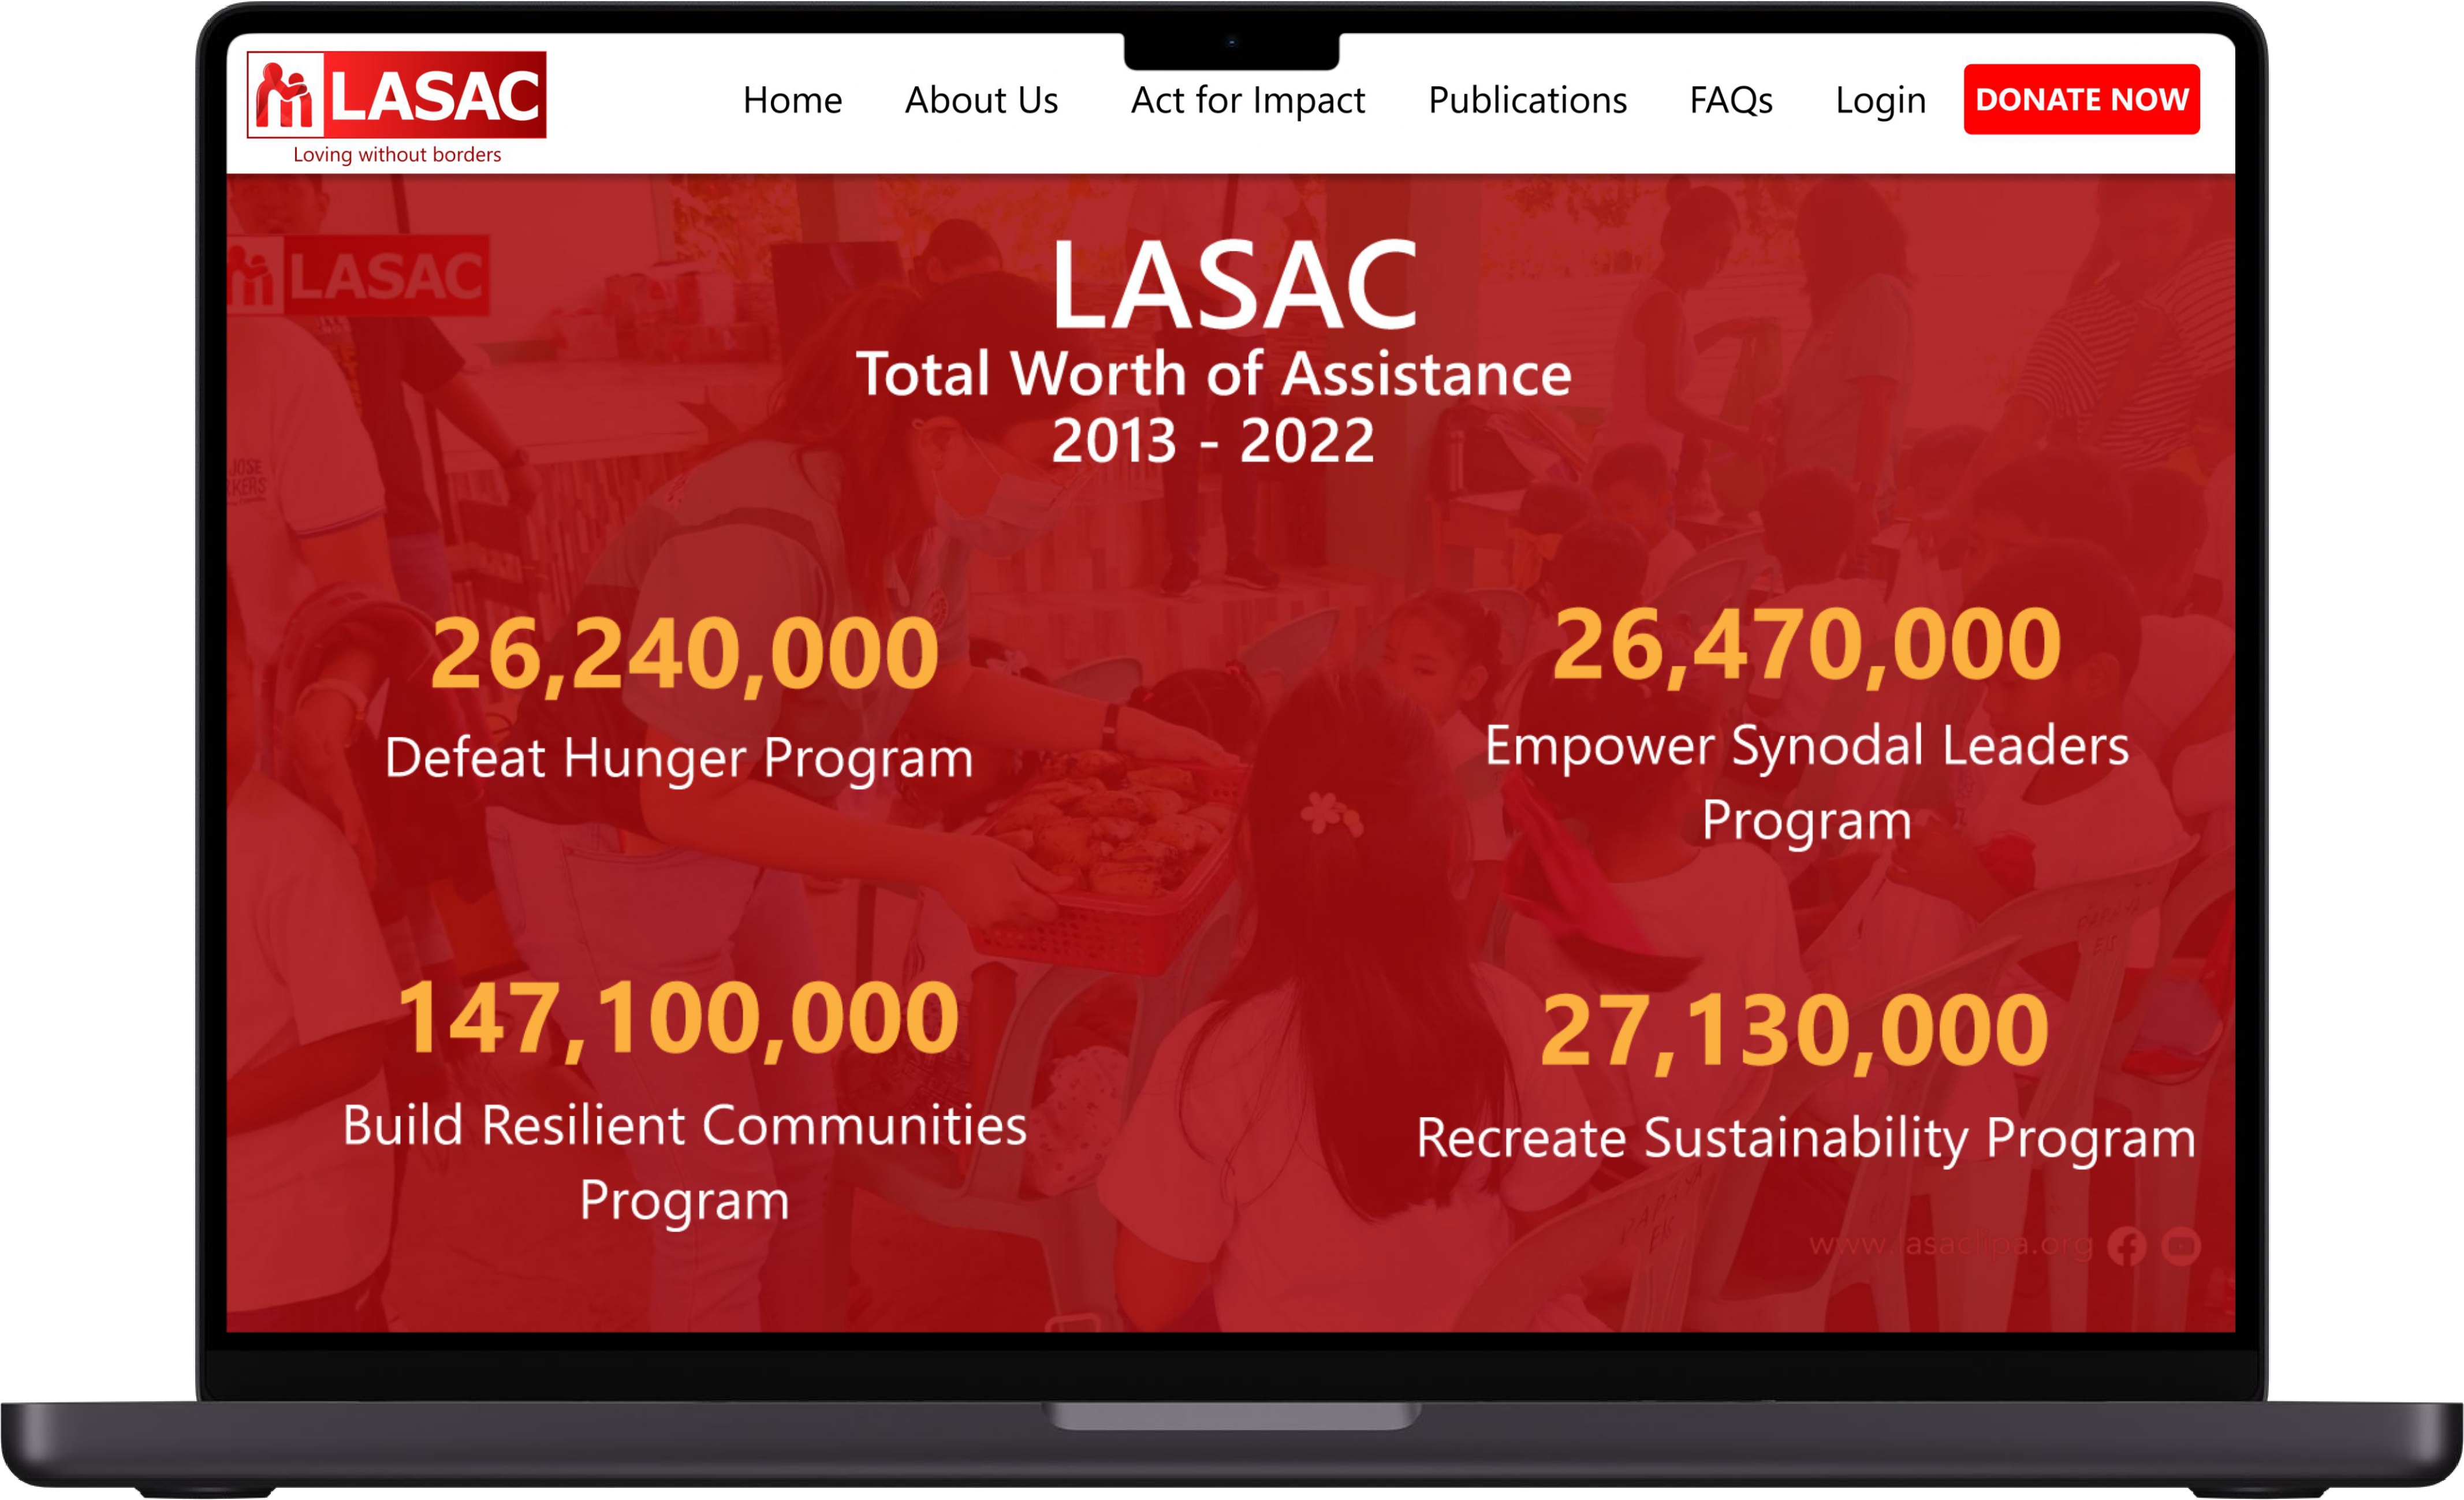 LASAC
Loving without borders
Home About Us Act for Impact Publications FAQs Login DONATE NOW
LASAC
LASAC
Total Worth of Assistance
2013 - 2022
JOSE
26,240,000
Defeat Hunger Program
26,470,000
Empower Synodal Leaders
Program
147,100,000
Build Resilient Communities
Program
27,130,000
Recreate Sustainability Program
www.lasaclipa.org